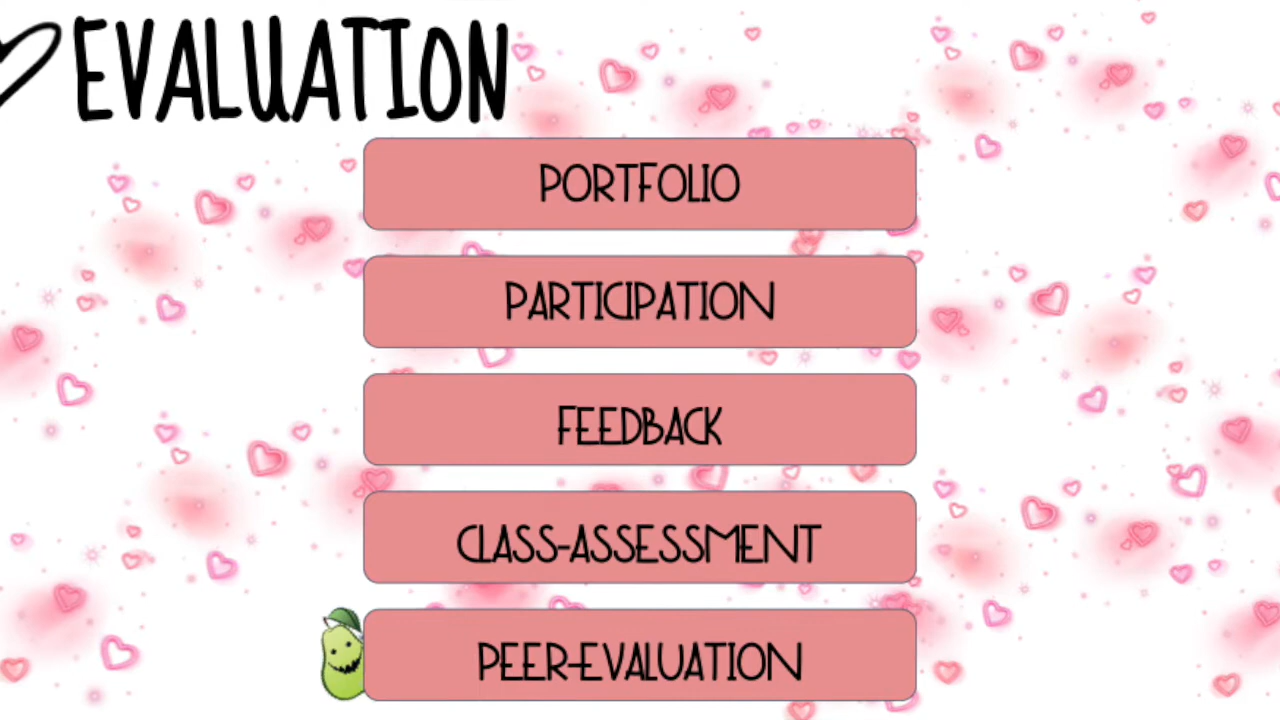 EVALUATION
PORTFOLIO
PARTICIPATION
FEEDBACK
CLASS-ASSESSMENT
PEER-EVALUATION